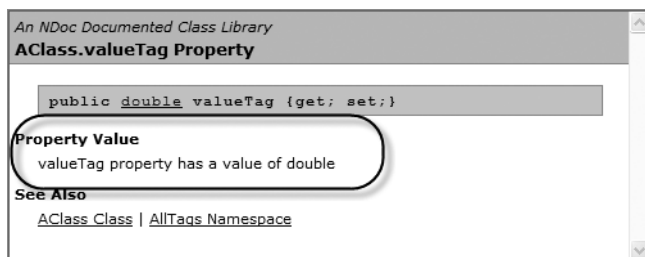 An NDoc Documented Class Library
AClass.valueTag Property
public double valueTag {get; set;}
Property Value
valueTag property has a value of double
See Also
AClass Class | AllTags Namespace